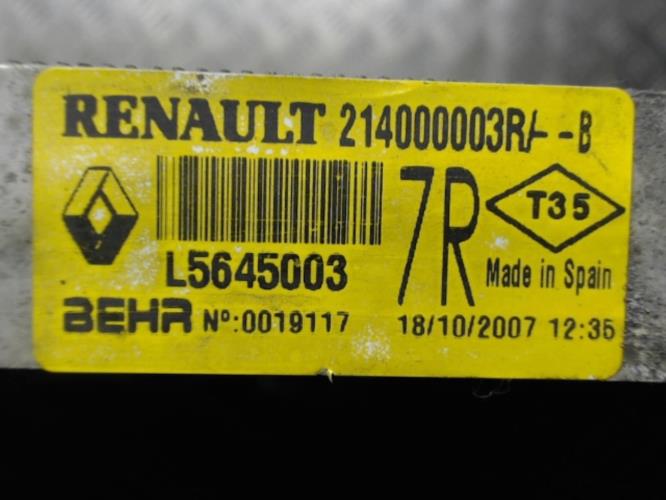 RENAULT 214000003R/- -B
7R
T35
L5645003
Made in Spain
BEHR Nº:0019117
18/10/2007 12:35